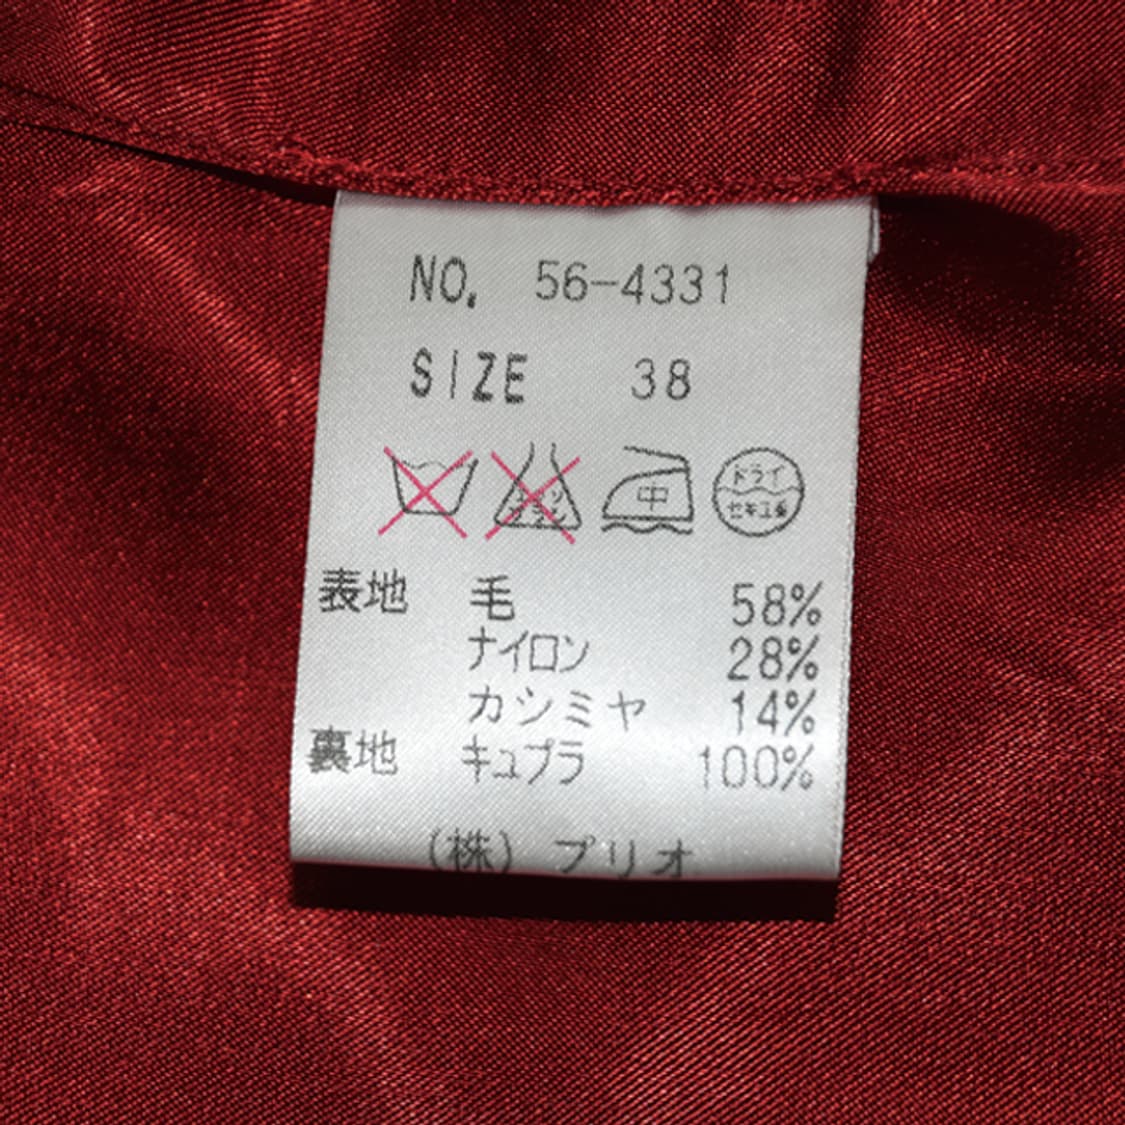 NO. 56-4331
SIZE 38
中 ドライ
セキユ系
表地 毛 58%
ナイロン 28%
カシミヤ 14%
裏地 キュプラ 100%
(株) プリオ